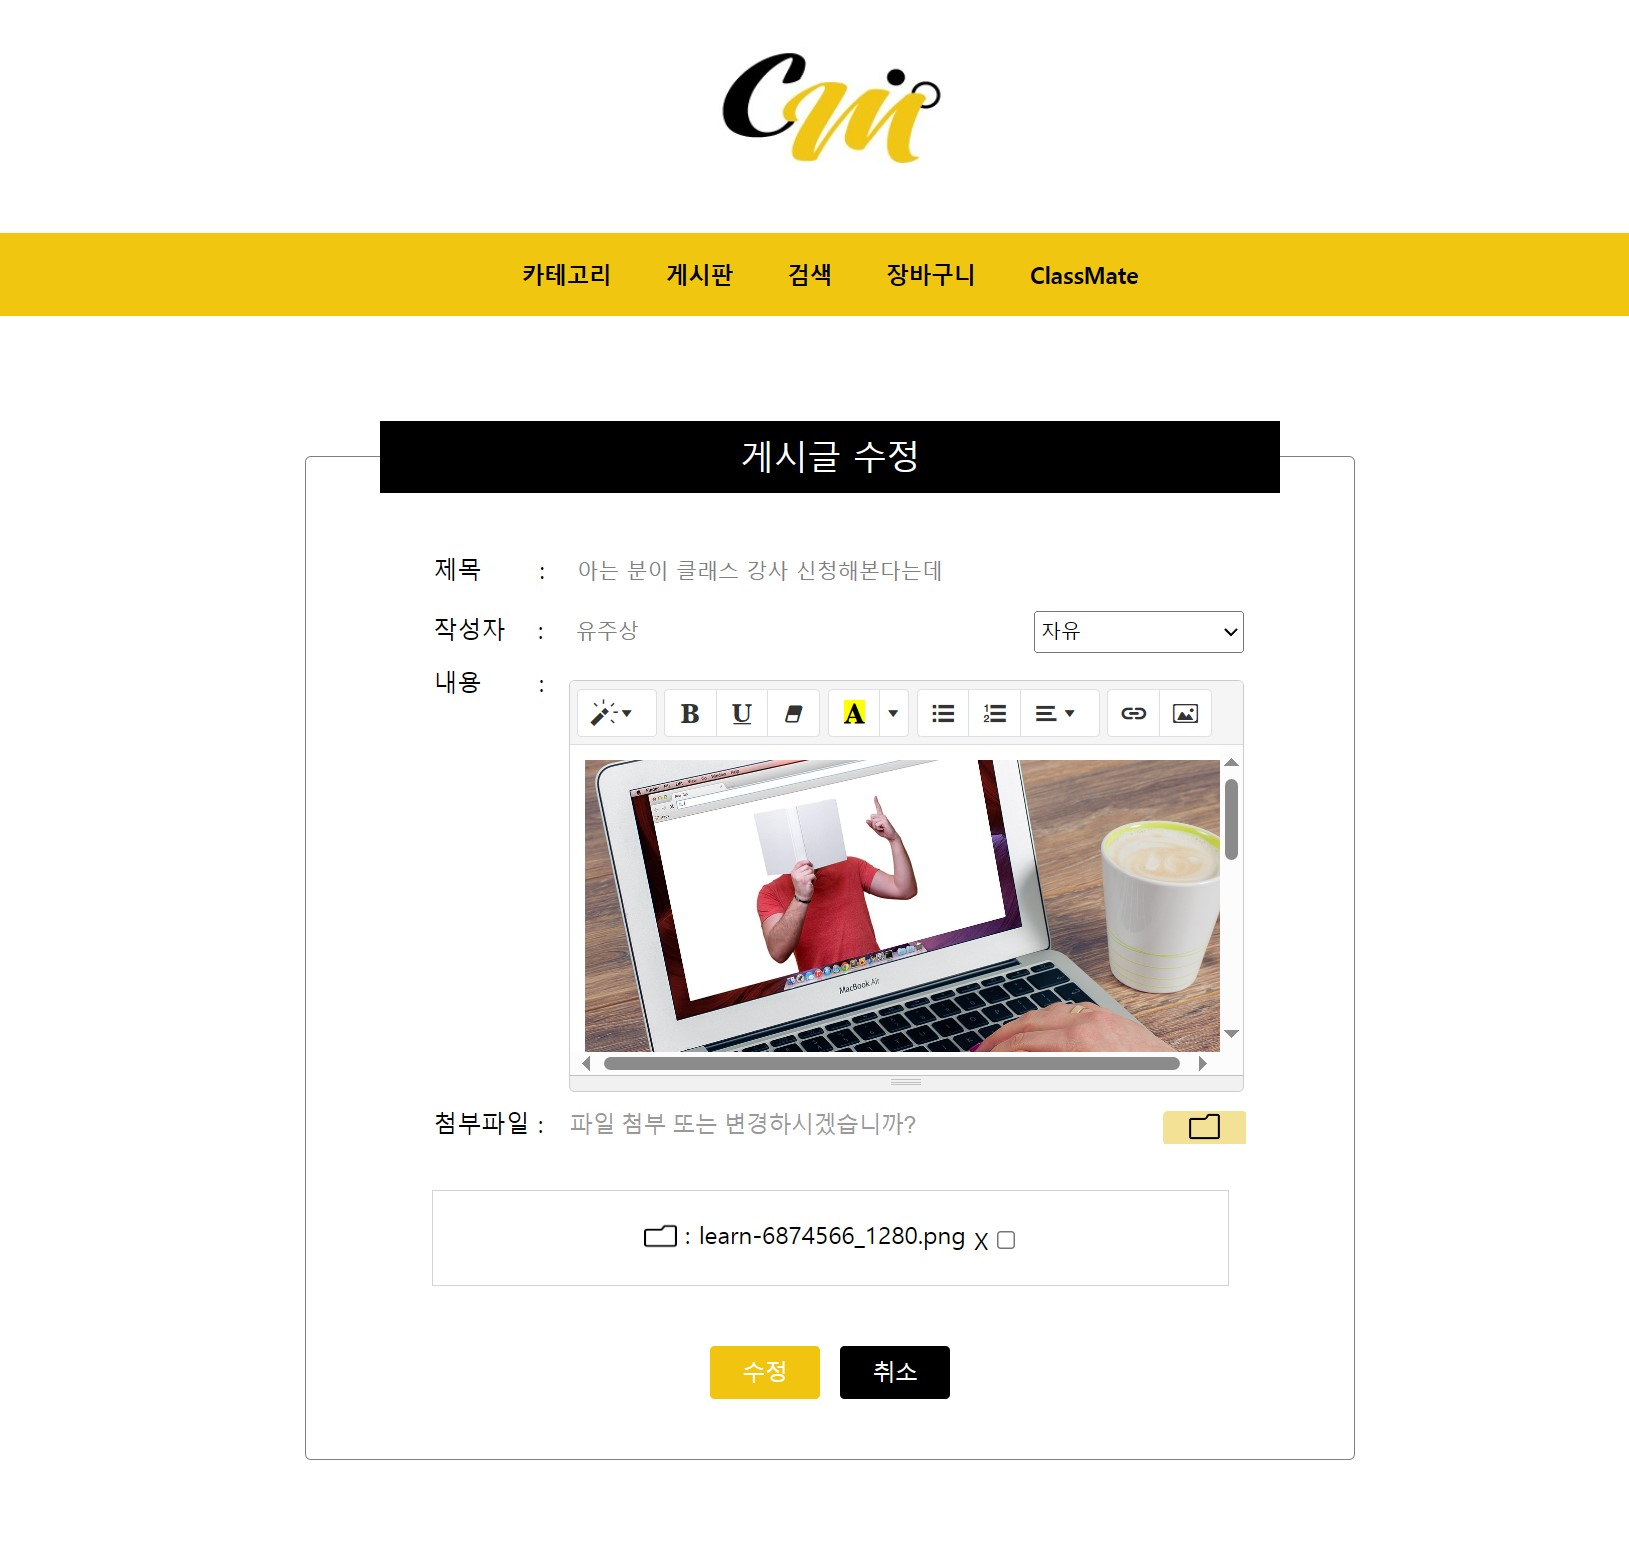 Cm
카테고리 게시판 검색 장바구니 ClassMate
게시글 수정
제목 : 아는 분이 클래스 강사 신청해본다는데
작성자 : 유주상 자유
내용 :
B U A
MacBook Air
첨부파일 : 파일 첨부 또는 변경하시겠습니까?
: learn-6874566_1280.png X
수정 취소